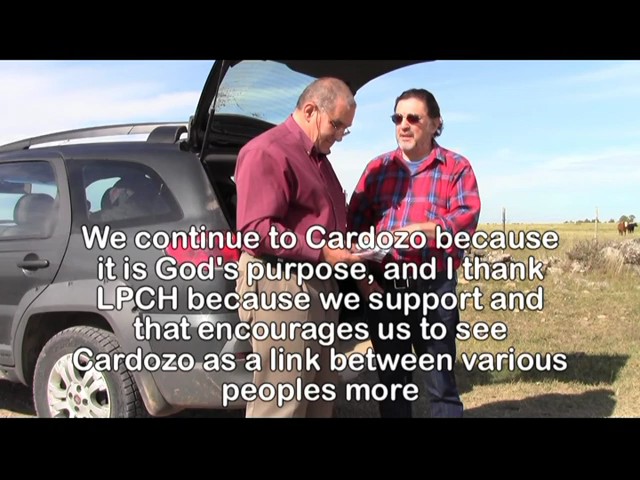 We continue to Cardozo because
it is God's purpose, and I thank
LPCH because we support and
that encourages us to see
Cardozo as a link between various
peoples more